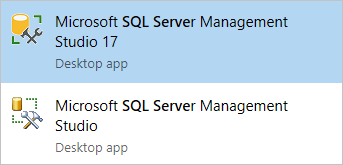 Microsoft SQL Server Management
Studio 17
Desktop app
Microsoft SQL Server Management
Studio
Desktop app